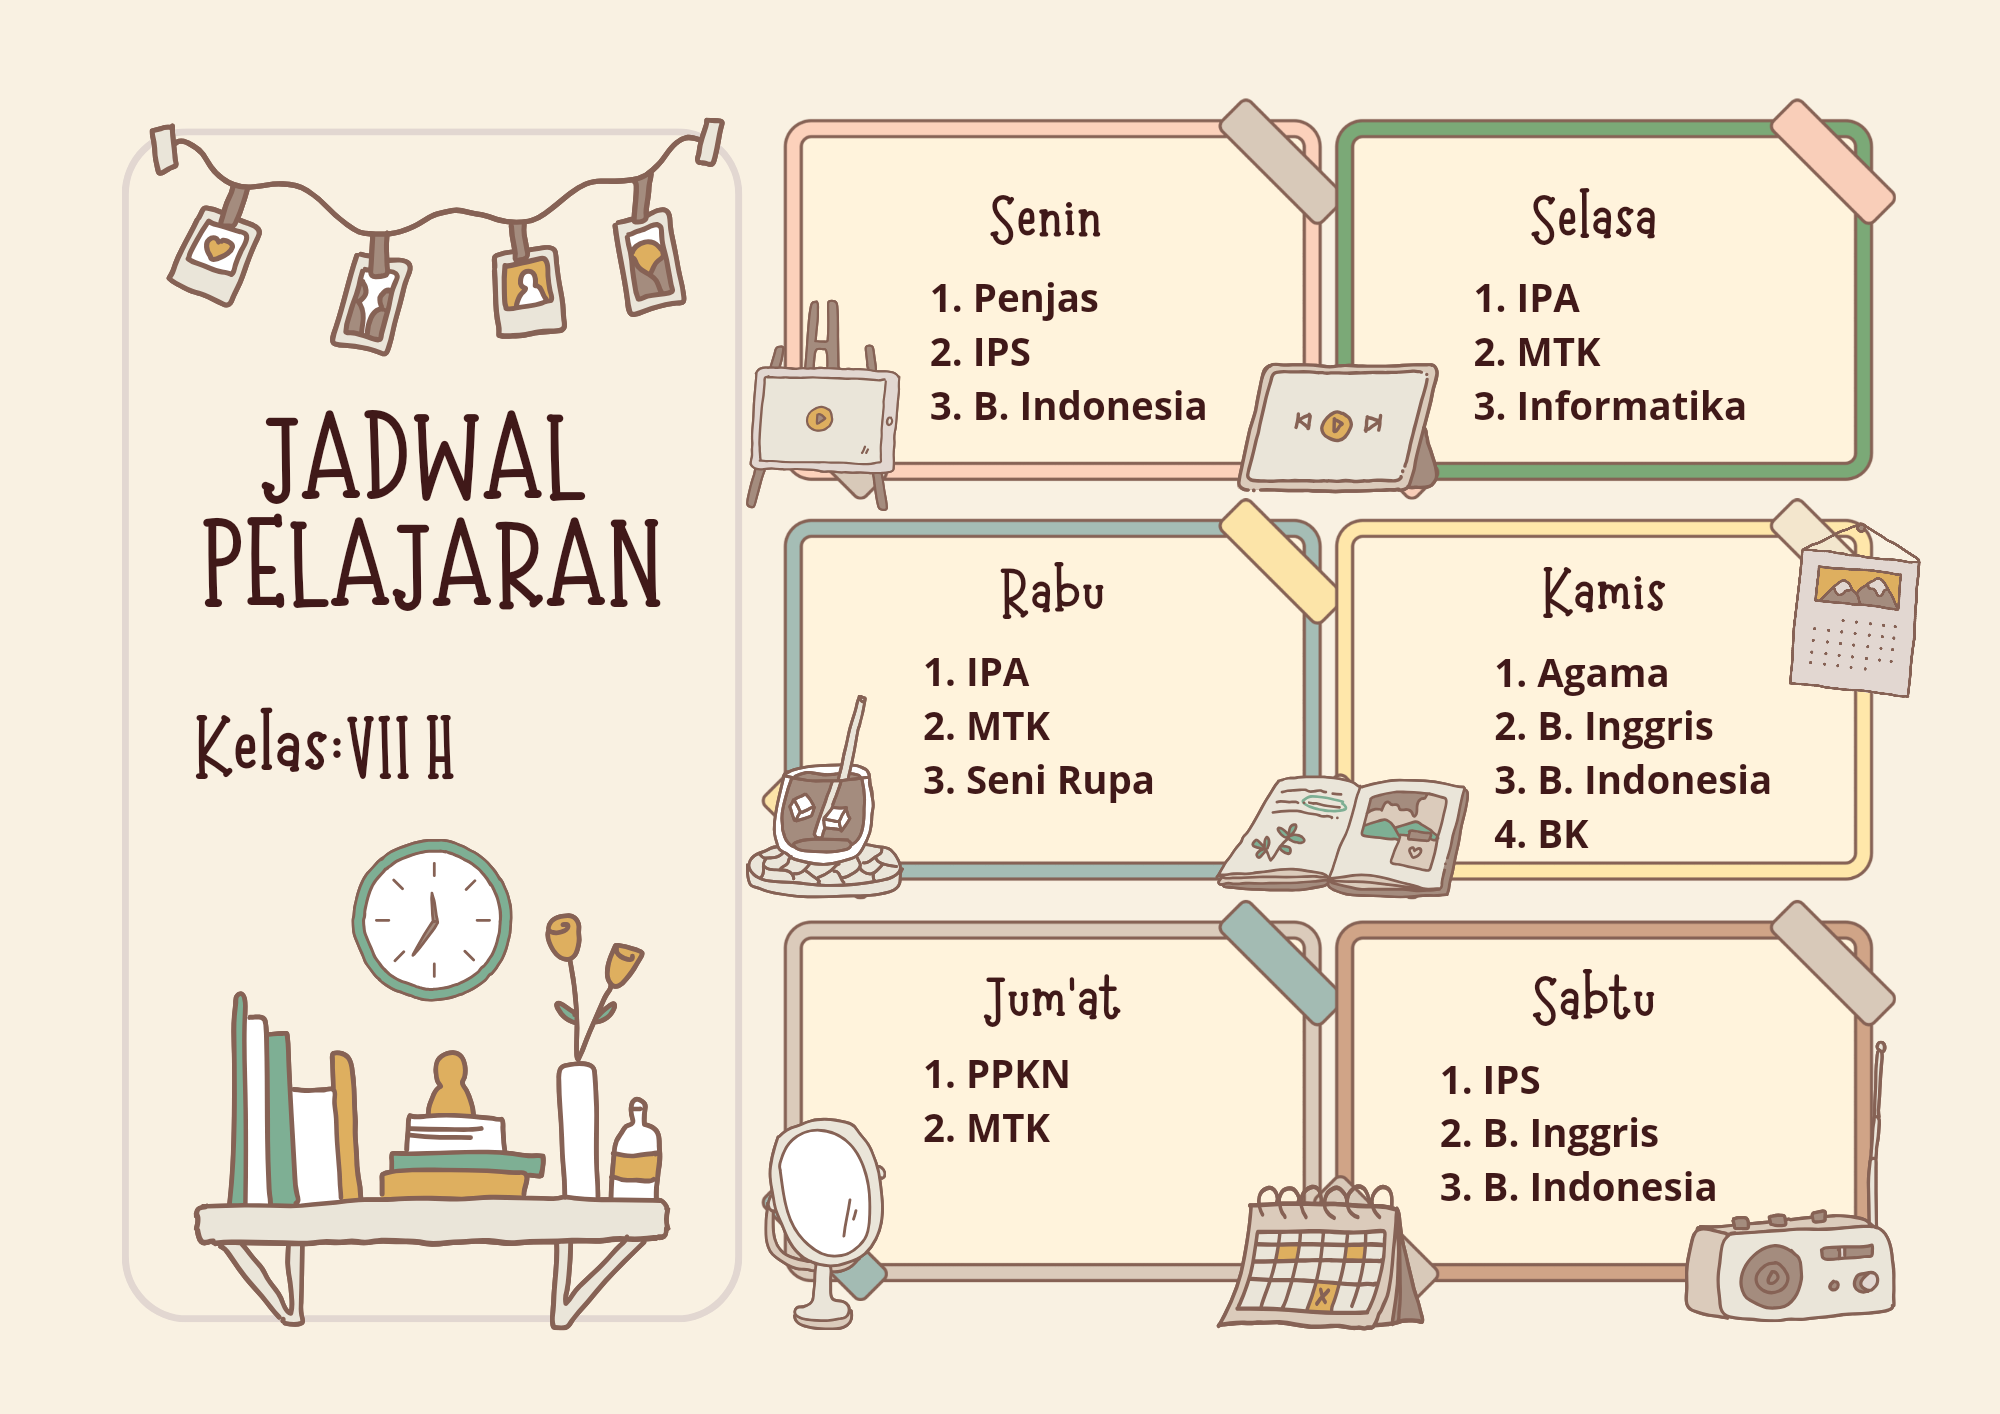 JADWAL
PELAJARAN
Kelas:VII H
Senin
1. Penjas
2. IPS
3. B. Indonesia
Selasa
1. IPA
2. MTK
3. Informatika
Rabu
1. IPA
2. MTK
3. Seni Rupa
Kamis
1. Agama
2. B. Inggris
3. B. Indonesia
4. BK
Jum'at
1. PPKN
2. MTK
Sabtu
1. IPS
2. B. Inggris
3. B. Indonesia